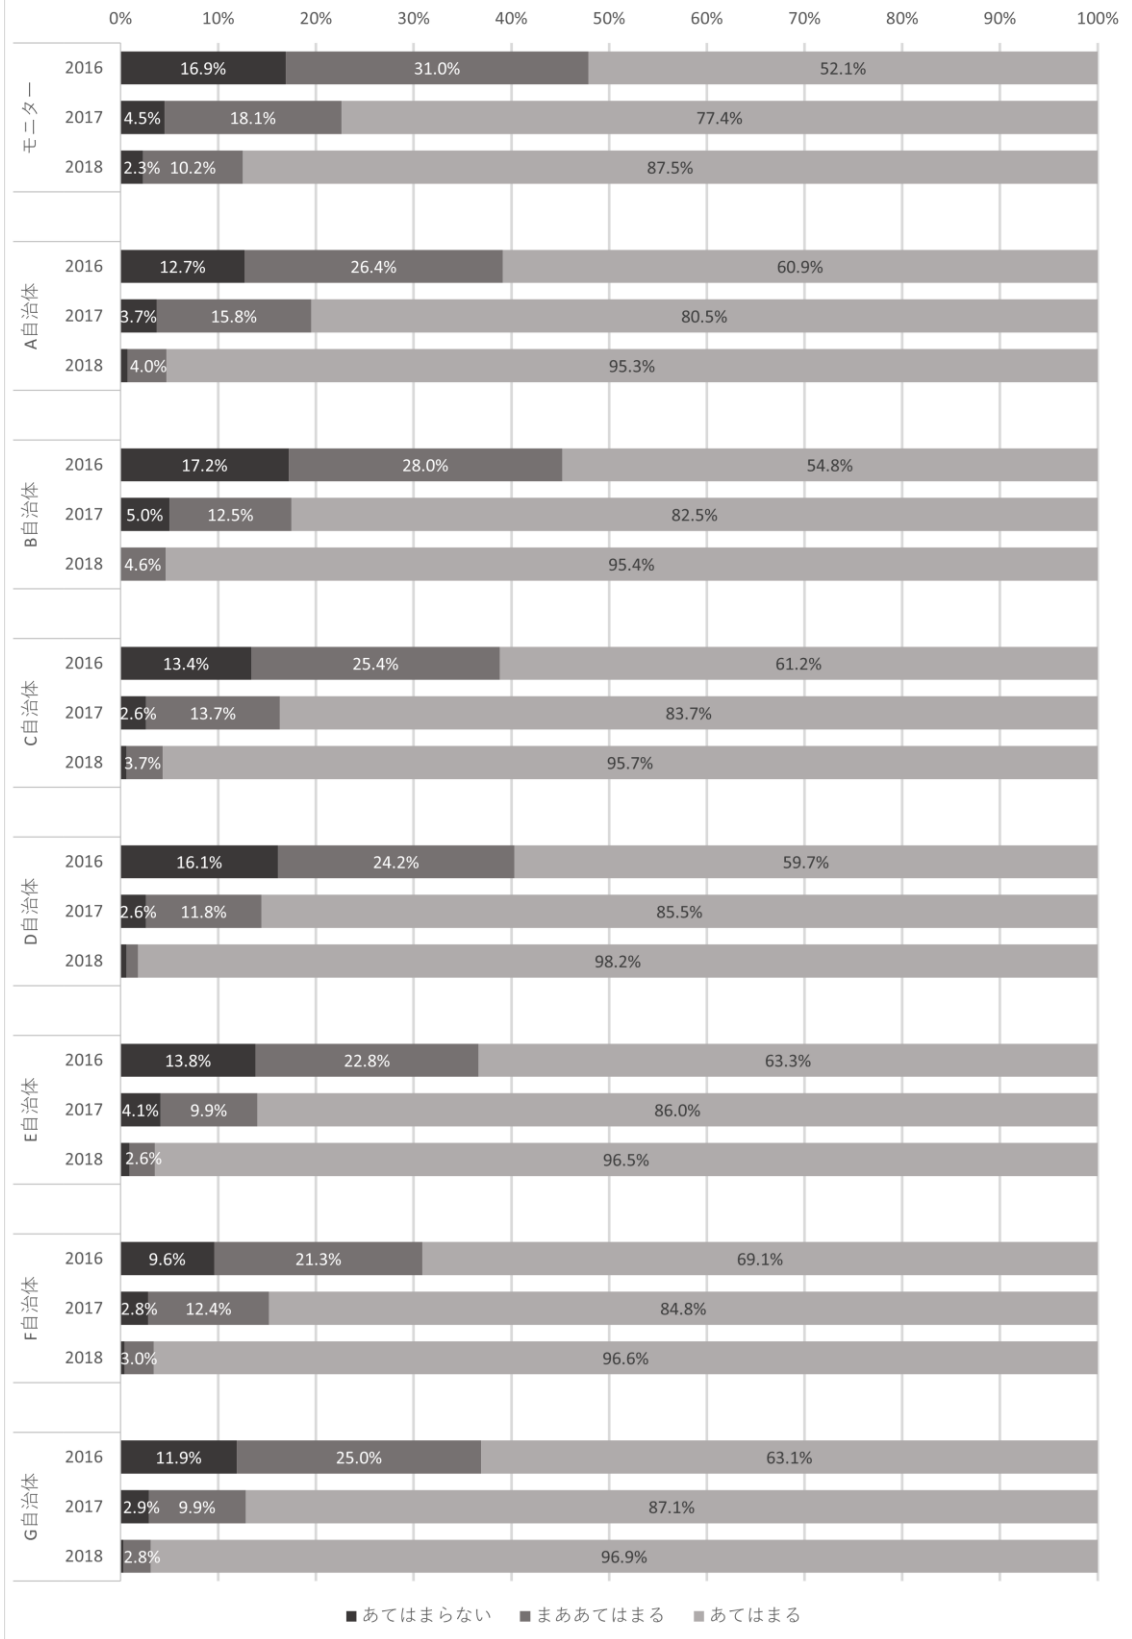 0% 10% 20% 30% 40% 50% 60% 70% 80% 90% 100%
モニター
2016 16.9% 31.0% 52.1%
2017 4.5% 18.1% 77.4%
2018 2.3% 10.2% 87.5%
A自治体
2016 12.7% 26.4% 60.9%
2017 3.7% 15.8% 80.5%
2018 4.0% 95.3%
B自治体
2016 17.2% 28.0% 54.8%
2017 5.0% 12.5% 82.5%
2018 4.6% 95.4%
C自治体
2016 13.4% 25.4% 61.2%
2017 2.6% 13.7% 83.7%
2018 3.7% 95.7%
D自治体
2016 16.1% 24.2% 59.7%
2017 2.6% 11.8% 85.5%
2018 98.2%
E自治体
2016 13.8% 22.8% 63.3%
2017 4.1% 9.9% 86.0%
2018 2.6% 96.5%
F自治体
2016 9.6% 21.3% 69.1%
2017 2.8% 12.4% 84.8%
2018 3.0% 96.6%
G自治体
2016 11.9% 25.0% 63.1%
2017 2.9% 9.9% 87.1%
2018 2.8% 96.9%
あてはまらない まああてはまる あてはまる